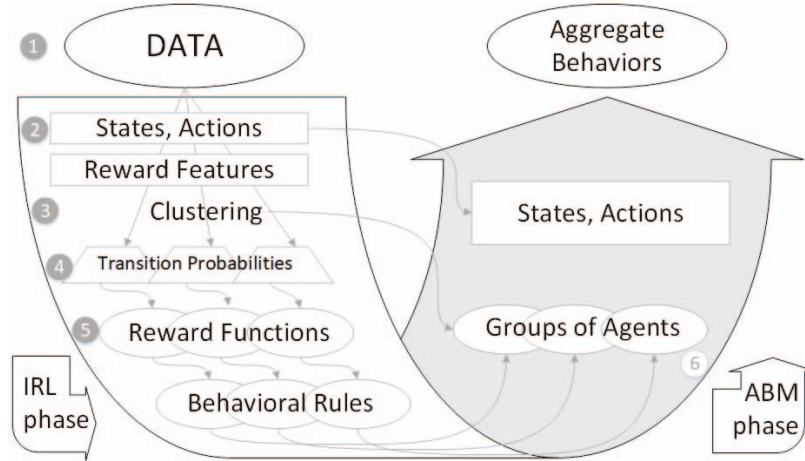 1
DATA
Aggregate
Behaviors
2
States, Actions
Reward Features
3
Clustering
States, Actions
4
Transition Probabilities
5
Reward Functions
Groups of Agents
6
IRL
phase
Behavioral Rules
ABM
phase